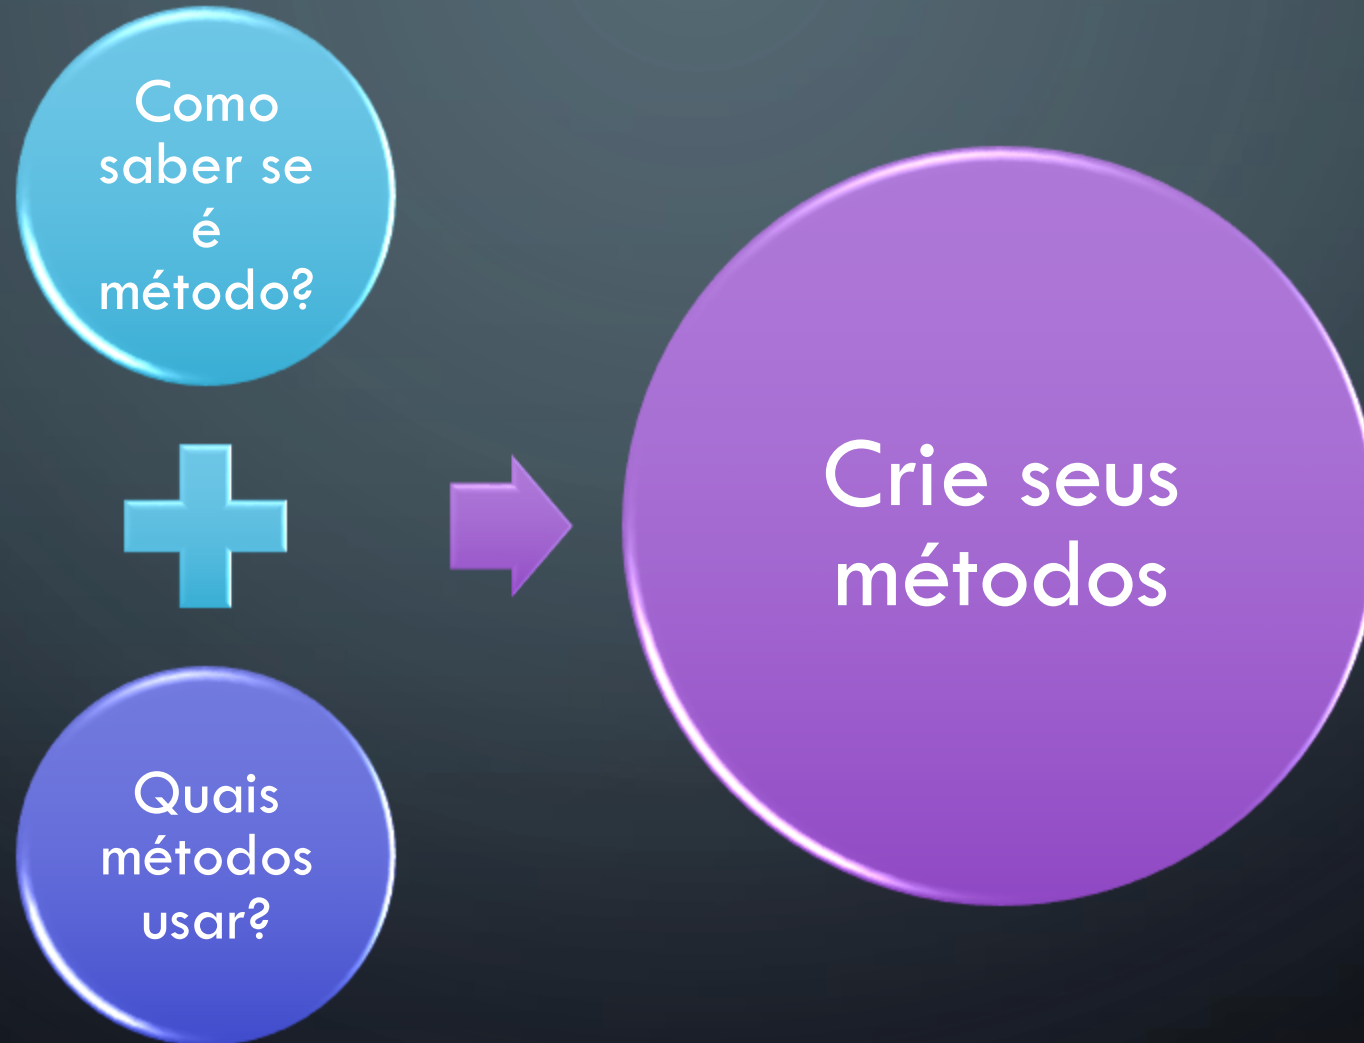 Como
saber se
é
método?
Quais
métodos
usar?
Crie seus
métodos